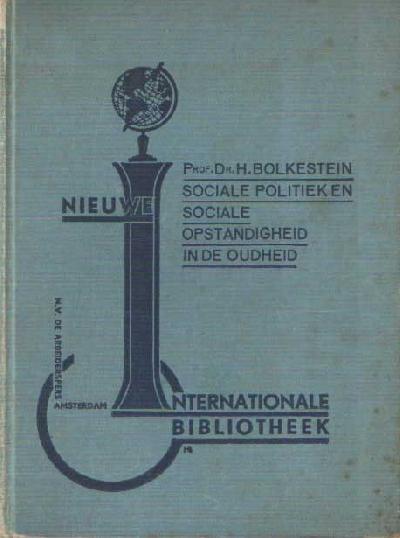 PROF. DR. H. BOLKESTEIN
SOCIALE POLITIEK EN
SOCIALE
OPSTANDIGHEID
IN DE OUDHEID
NIEUWE
INTERNATIONALE
BIBLIOTHEEK
N.V. DE ARBEIDERSPERS
AMSTERDAM